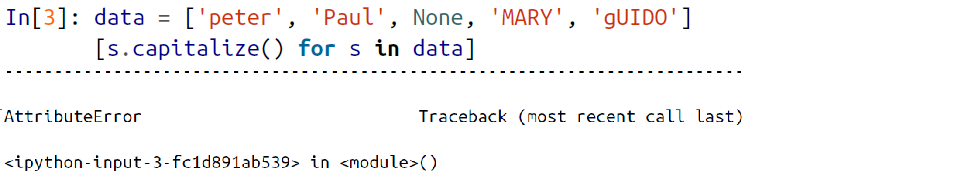 In[3]: data = ['peter', 'Paul', None, 'MARY', 'gUIDO']
[s.capitalize() for s in data]
---------------------------------------------------------------------------
AttributeError Traceback (most recent call last)
<ipython-input-3-fc1d891ab539> in <module>()